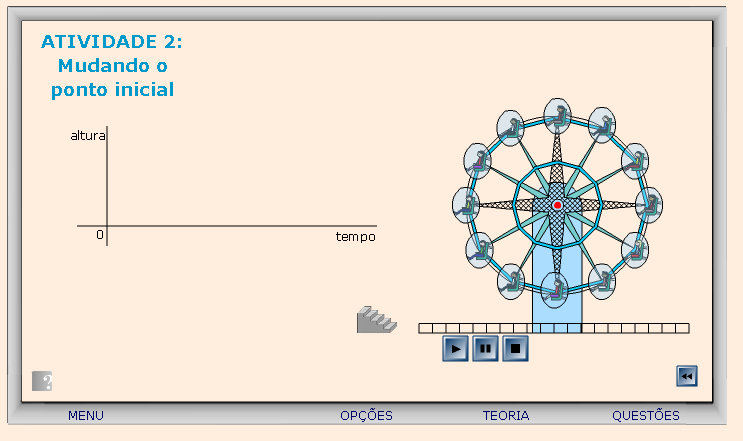 ATIVIDADE 2:
Mudando o
ponto inicial
altura
0
tempo
?
MENU
OPÇÕES
TEORIA
QUESTÕES